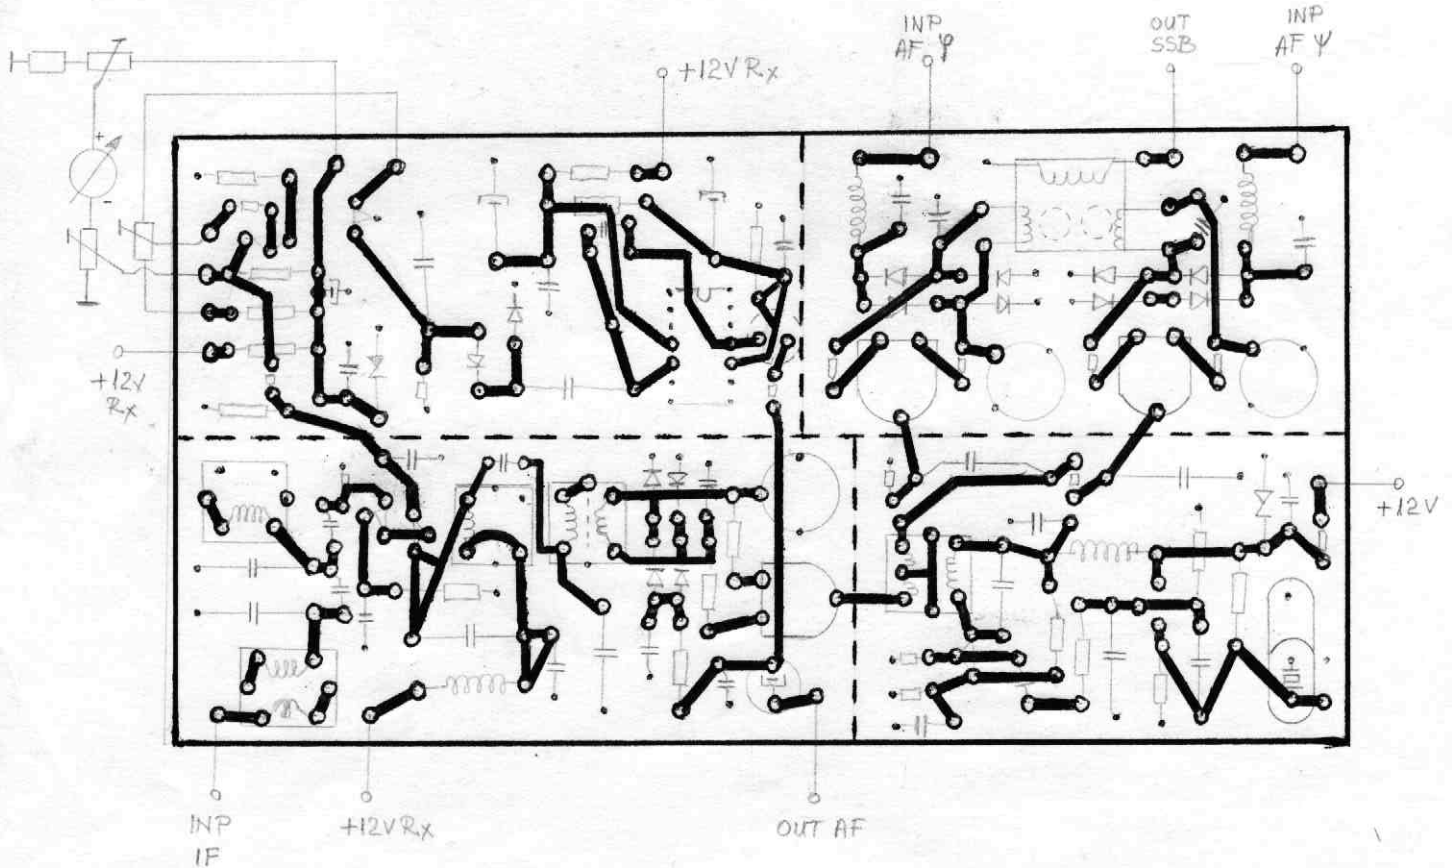 INP
AF φ
OUT
SSB
INP
AF Ψ
+12V Rx
+
-
+12V
Rx
+12V
INP
IF
+12V Rx
OUT AF